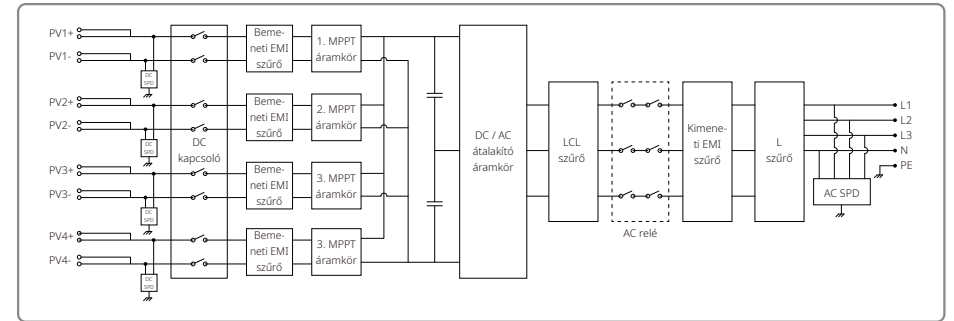 PV1+
PV1-
DC
SPD
Beme-
neti EMI
szűrő
1. MPPT
áramkör
PV2+
PV2-
DC
SPD
Beme-
neti EMI
szűrő
2. MPPT
áramkör
DC
kapcsoló
PV3+
PV3-
DC
SPD
Beme-
neti EMI
szűrő
3. MPPT
áramkör
PV4+
PV4-
DC
SPD
Beme-
neti EMI
szűrő
3. MPPT
áramkör
DC / AC
átalakító
áramkör
LCL
szűrő
AC relé
Kimene-
ti EMI
szűrő
L
szűrő
L1
L2
L3
N
PE
AC SPD